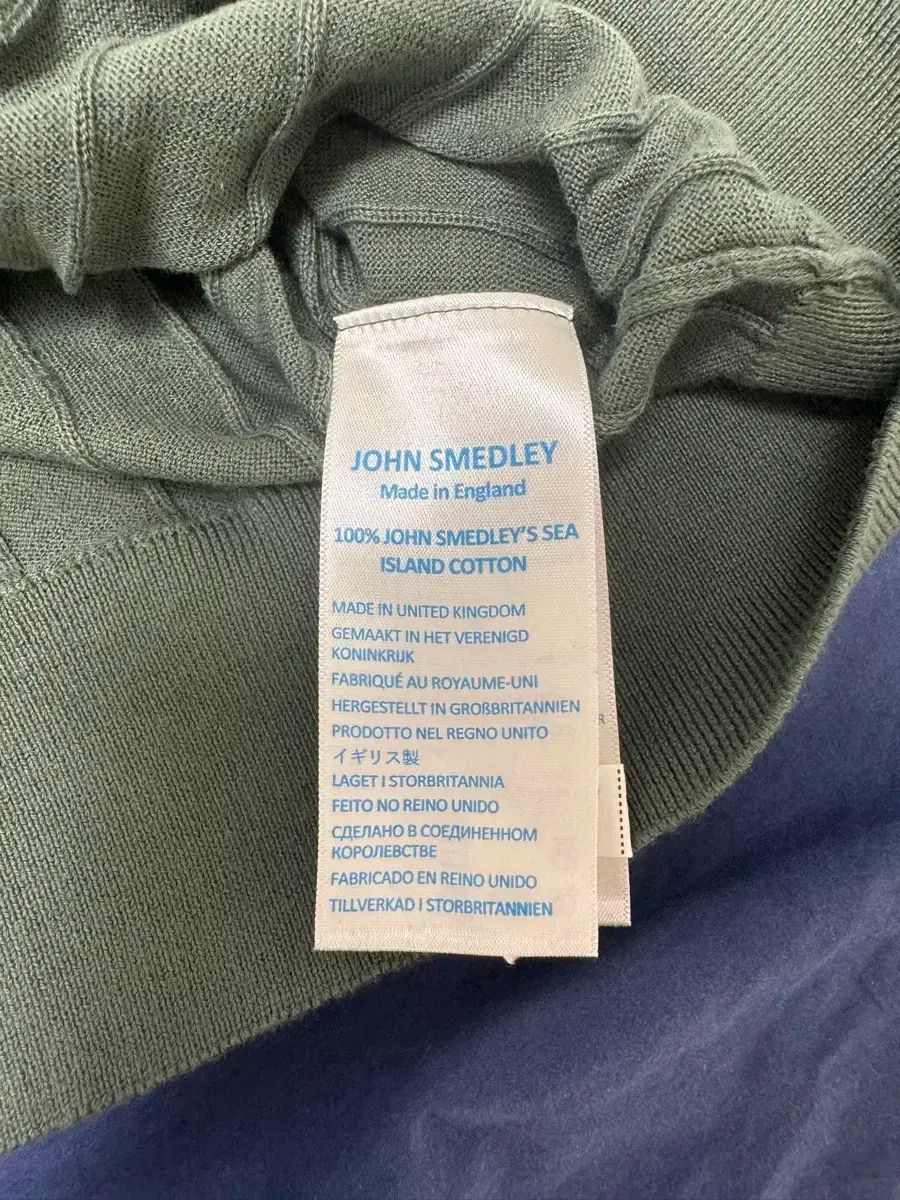 JOHN SMEDLEY
Made in England
100% JOHN SMEDLEY'S SEA
ISLAND COTTON
MADE IN UNITED KINGDOM
GEMAAKT IN HET VERENIGD
KONINKRIJK
FABRIQUÉ AU ROYAUME-UNI
HERGESTELLT IN GROßBRITANNIEN
PRODOTTO NEL REGNO UNITO
イギリス製
LAGET I STORBRITANNIA
FEITO NO REINO UNIDO
СДЕЛАНО В СОЕДИНЕННОМ
КОРОЛЕВСТВЕ
FABRICADO EN REINO UNIDO
TILLVERKAD I STORBRITANNIEN
R